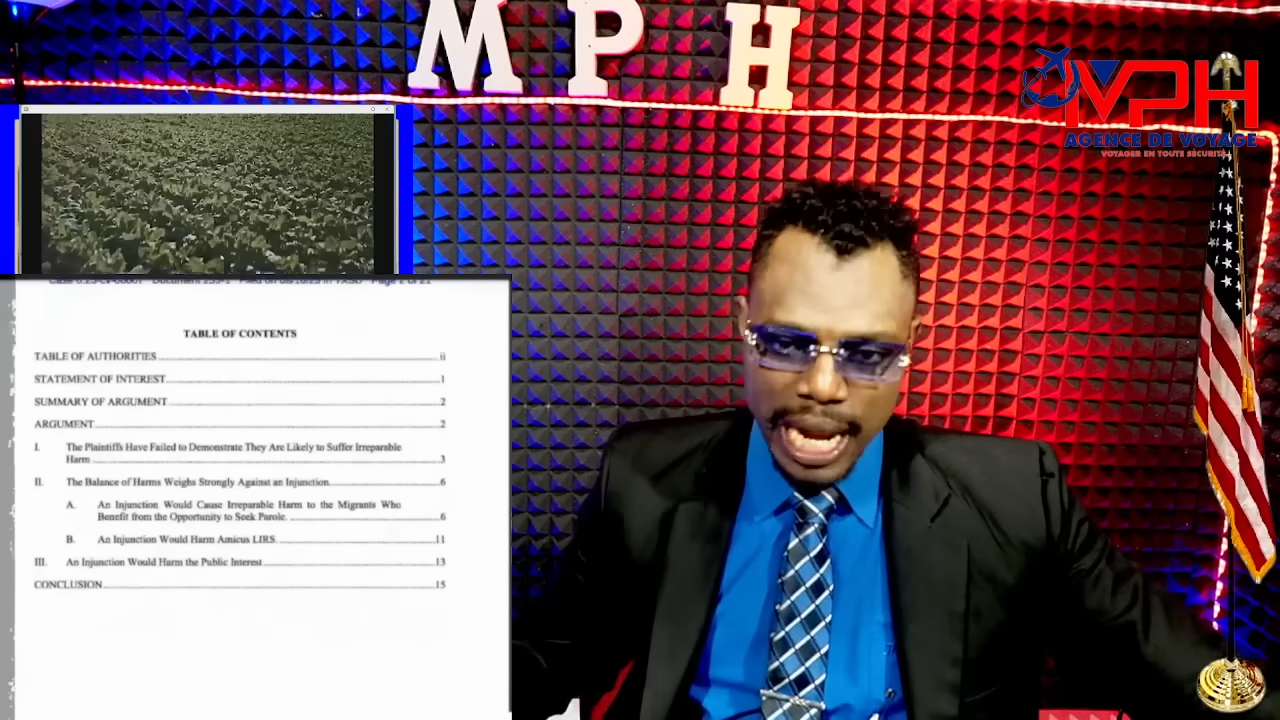 M P H
VPH
AGENCE DE VOYAGE
VOYAGER EN TOUTE SÉCURITÉ
TABLE OF CONTENTS
TABLE OF AUTHORITIES ii
STATEMENT OF INTEREST 1
SUMMARY OF ARGUMENT 2
ARGUMENT 2
I. The Plaintiffs Have Failed to Demonstrate They Are Likely to Suffer Irreparable
Harm 3
II. The Balance of Harms Weighs Strongly Against an Injunction. 6
A. An Injunction Would Cause Irreparable Harm to the Migrants Who
Benefit from the Opportunity to Seek Parole. 6
B. An Injunction Would Harm Amicus LIRS. 11
III. An Injunction Would Harm the Public Interest 13
CONCLUSION 15